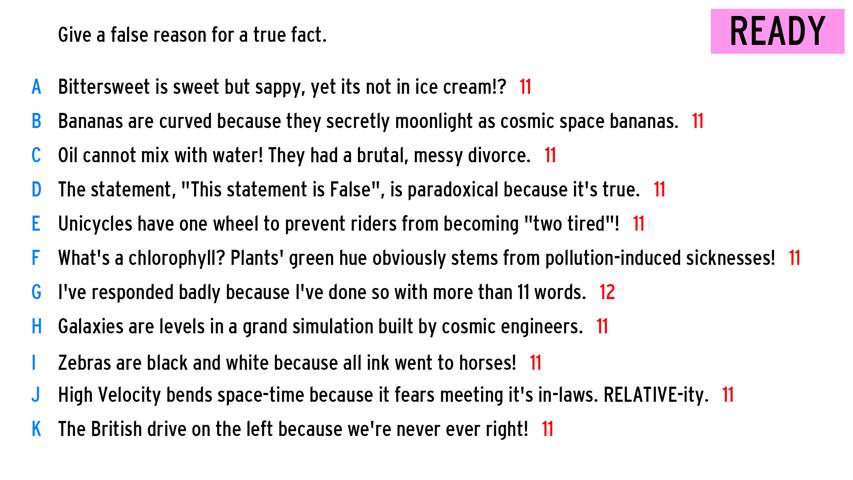 READY
Give a false reason for a true fact.
A Bittersweet is sweet but sappy, yet its not in ice cream!? 11
B Bananas are curved because they secretly moonlight as cosmic space bananas. 11
C Oil cannot mix with water! They had a brutal, messy divorce. 11
D The statement, "This statement is False", is paradoxical because it's true. 11
E Unicycles have one wheel to prevent riders from becoming "two tired"! 11
F What's a chlorophyll? Plants' green hue obviously stems from pollution-induced sicknesses! 11
G I've responded badly because I've done so with more than 11 words. 12
H Galaxies are levels in a grand simulation built by cosmic engineers. 11
I Zebras are black and white because all ink went to horses! 11
J High Velocity bends space-time because it fears meeting it's in-laws. RELATIVE-ity. 11
K The British drive on the left because we're never ever right! 11